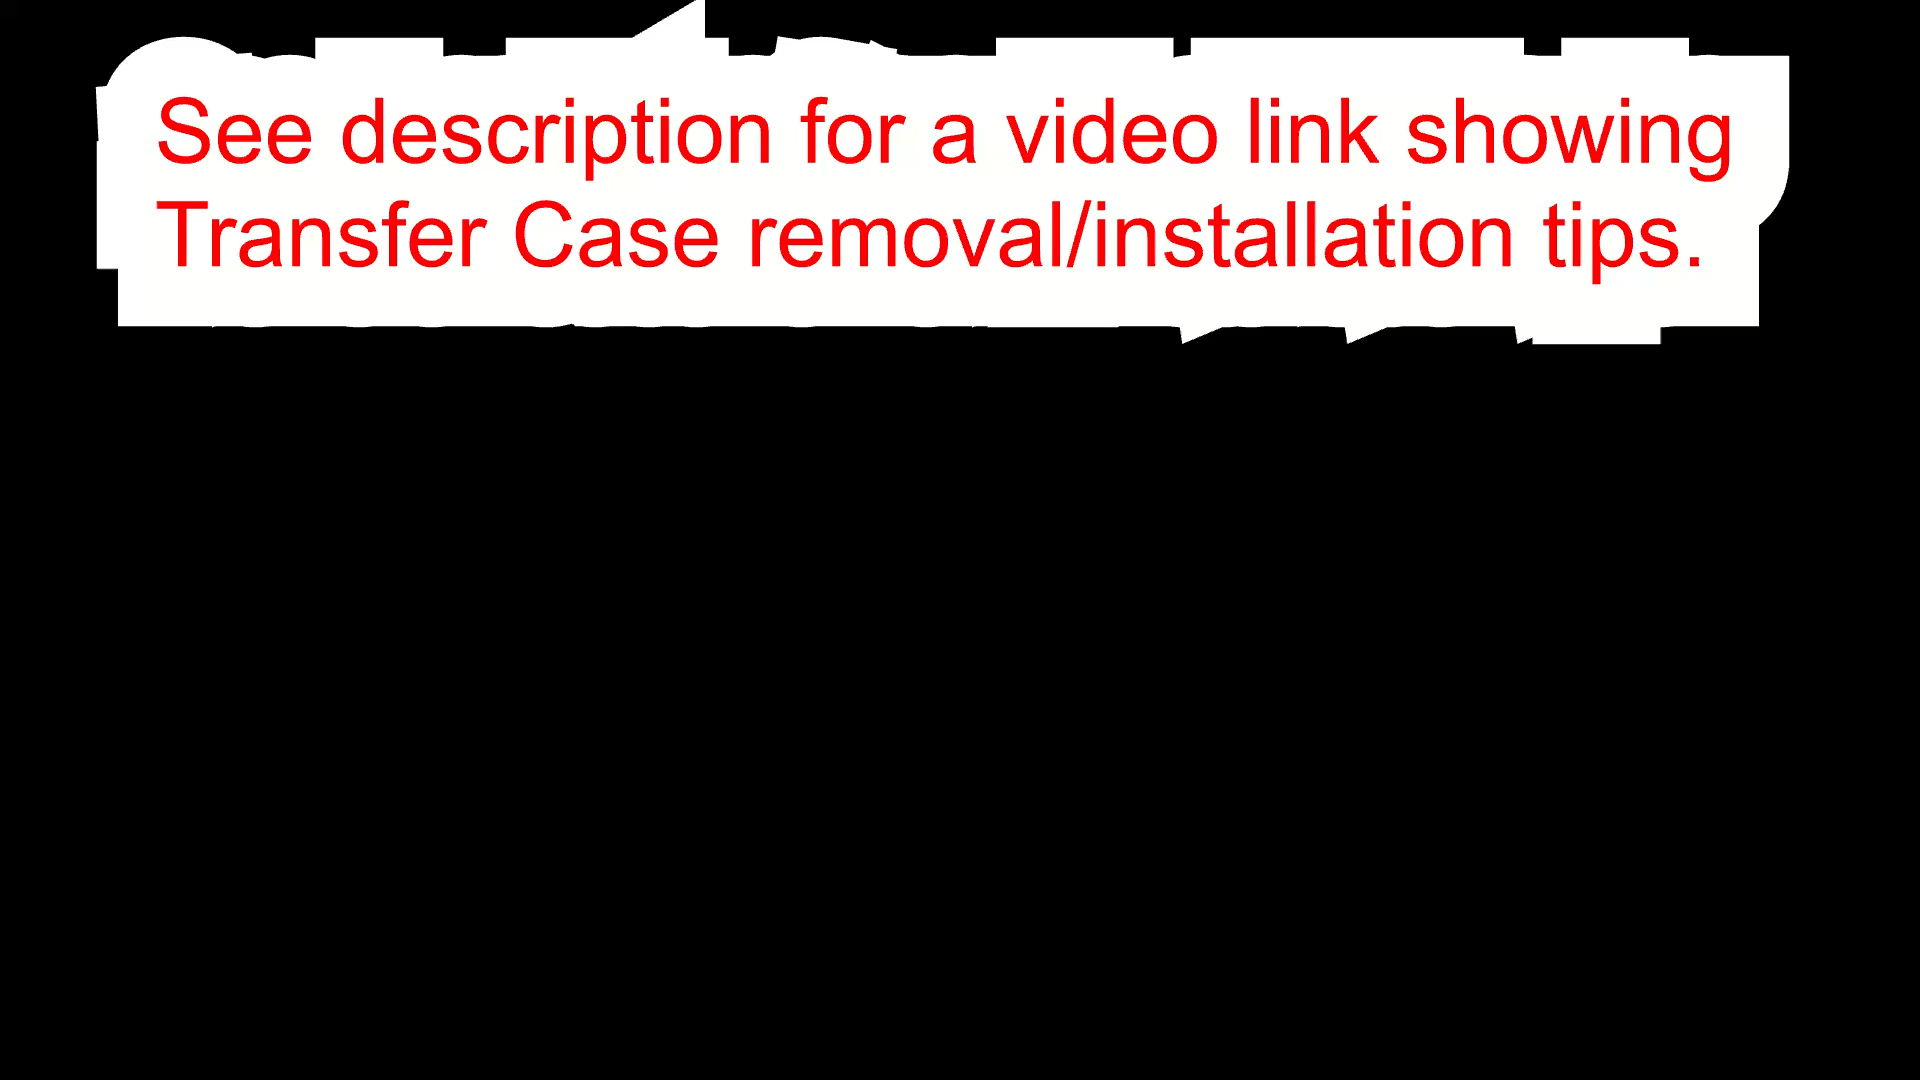 See description for a video link showing
Transfer Case removal/installation tips.